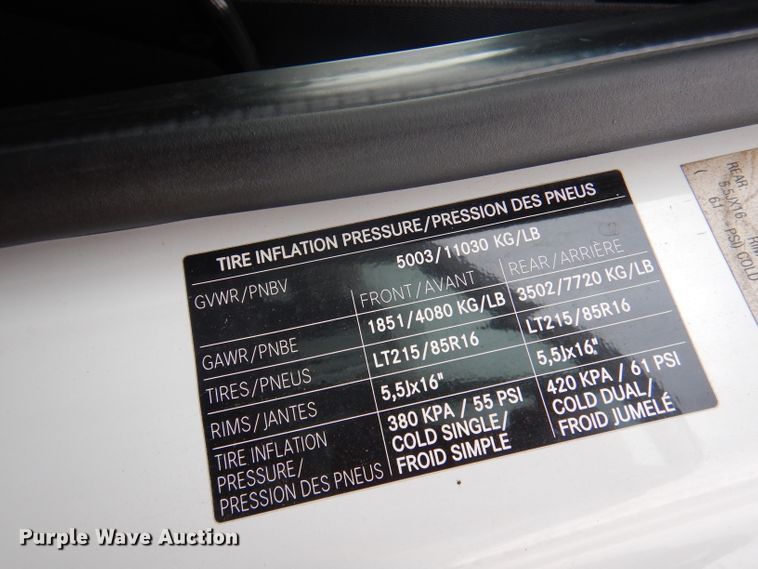 TIRE INFLATION PRESSURE/PRESSION DES PNEUS
GVWR/PNBV 5003/11030 KG/LB
FRONT/AVANT REAR/ARRIÈRE
GAWR/PNBE 1851/4080 KG/LB 3502/7720 KG/LB
TIRES/PNEUS LT215/85R16 LT215/85R16
RIMS/JANTES 5,5Jx16" 5,5Jx16"
TIRE INFLATION 380 KPA / 55 PSI 420 KPA / 61 PSI
PRESSURE/ COLD SINGLE/ COLD DUAL/
PRESSION DES PNEUS FROID SIMPLE FROID JUMELÉ
REAR
5,5Jx16
PSI COLD
Purple Wave Auction